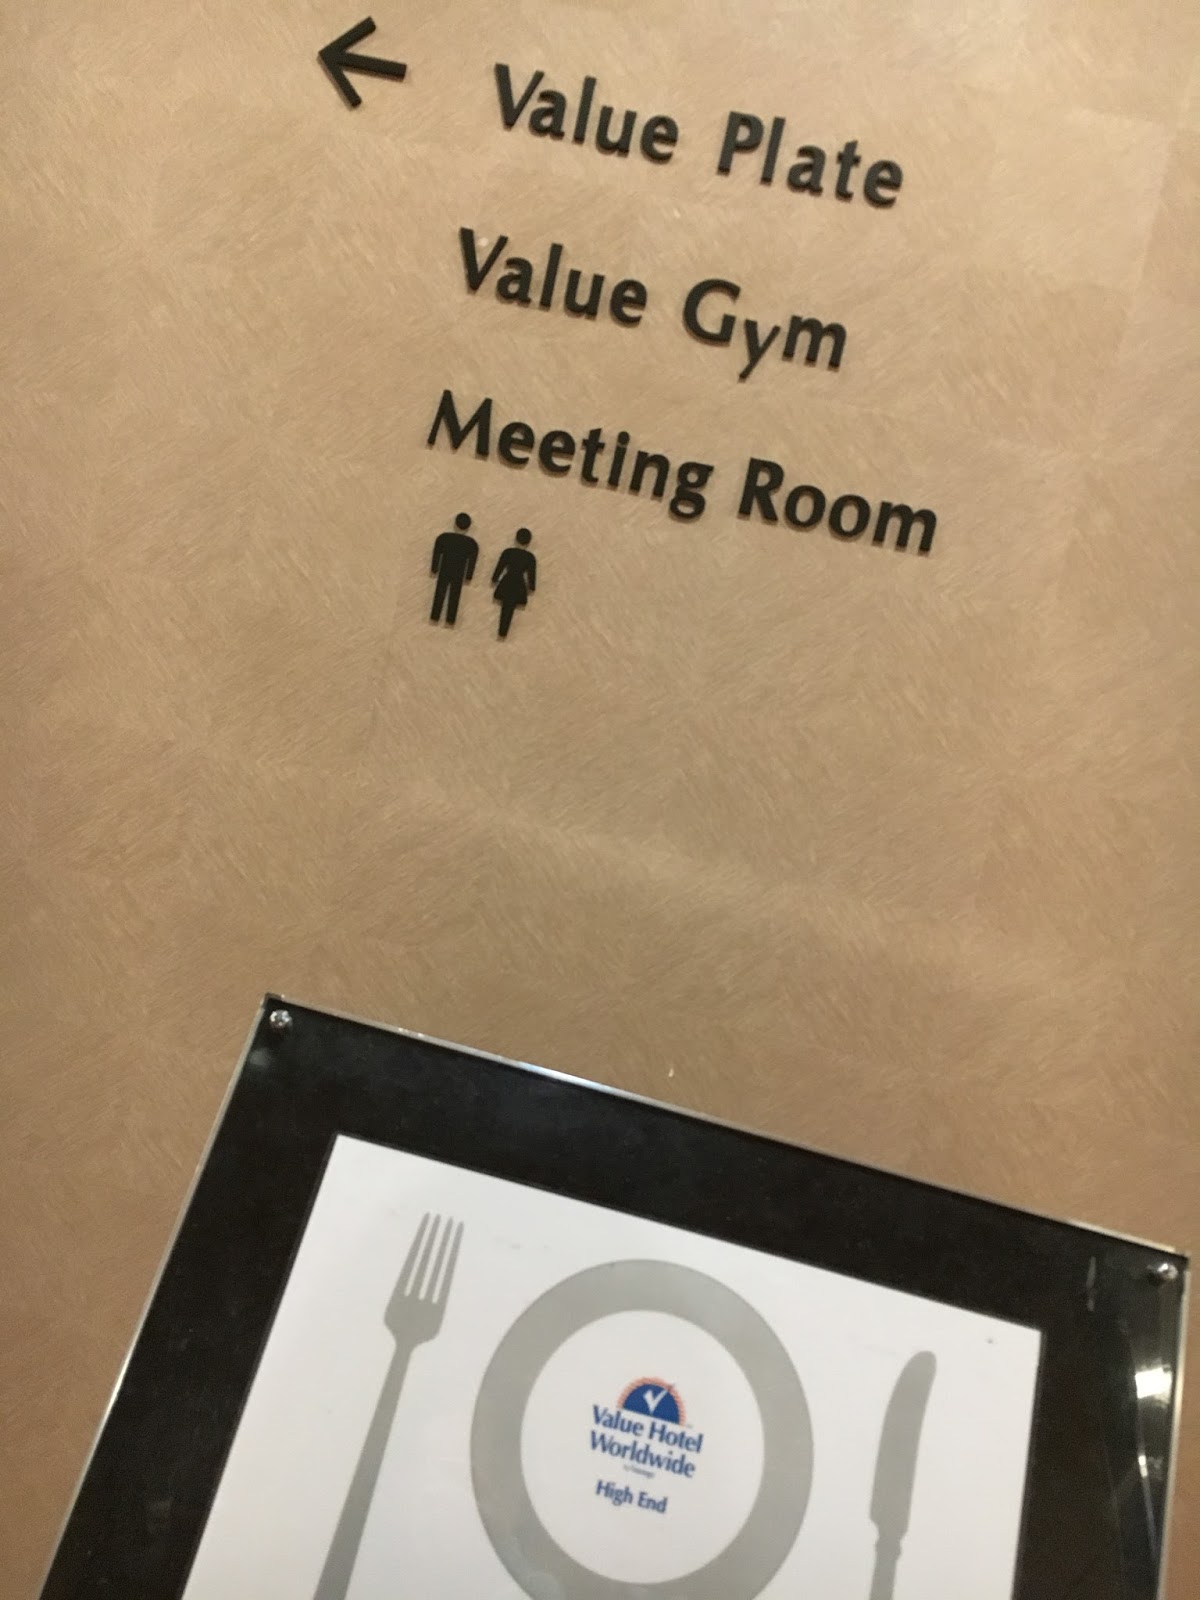 Value Plate
Value Gym
Meeting Room
Value Hotel
Worldwide
High End